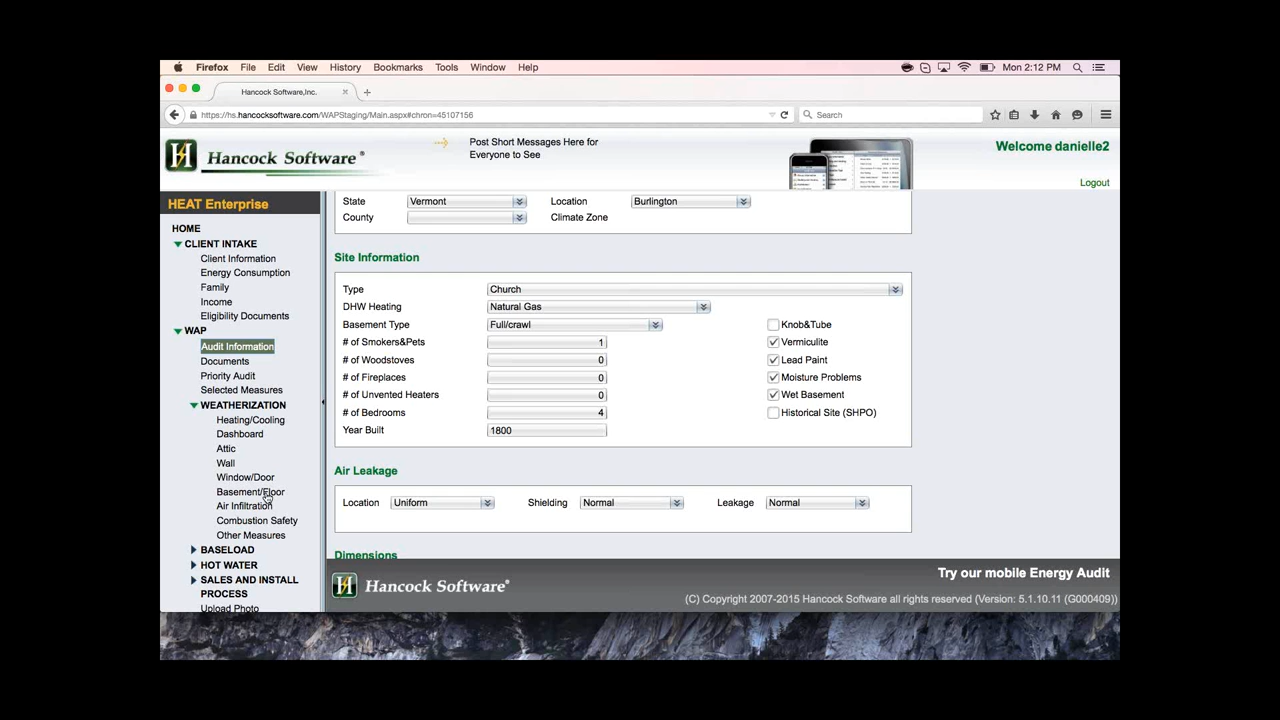 Firefox File Edit View History Bookmarks Tools Window Help Mon 2:12 PM
Hancock Software,Inc.
https://hs.hancocksoftware.com/WAPStaging/Main.aspx#chron=45107156 Search
Hancock Software®
Post Short Messages Here for
Everyone to See
Welcome danielle2
Logout
HEAT Enterprise
HOME
CLIENT INTAKE
Client Information
Energy Consumption
Family
Income
Eligibility Documents
WAP
Audit Information
Documents
Priority Audit
Selected Measures
WEATHERIZATION
Heating/Cooling
Dashboard
Attic
Wall
Window/Door
Basement/Floor
Air Infiltration
Combustion Safety
Other Measures
BASELOAD
HOT WATER
SALES AND INSTALL
PROCESS
Upload Photo
State Vermont Location Burlington
County Climate Zone
Site Information
Type Church
DHW Heating Natural Gas
Basement Type Full/crawl Knob&Tube
# of Smokers&Pets 1 Vermiculite
# of Woodstoves 0 Lead Paint
# of Fireplaces 0 Moisture Problems
# of Unvented Heaters 0 Wet Basement
# of Bedrooms 4 Historical Site (SHPO)
Year Built 1800
Air Leakage
Location Uniform Shielding Normal Leakage Normal
Dimensions
Hancock Software®
Try our mobile Energy Audit
(C) Copyright 2007-2015 Hancock Software all rights reserved (Version: 5.1.10.11 (G000409))